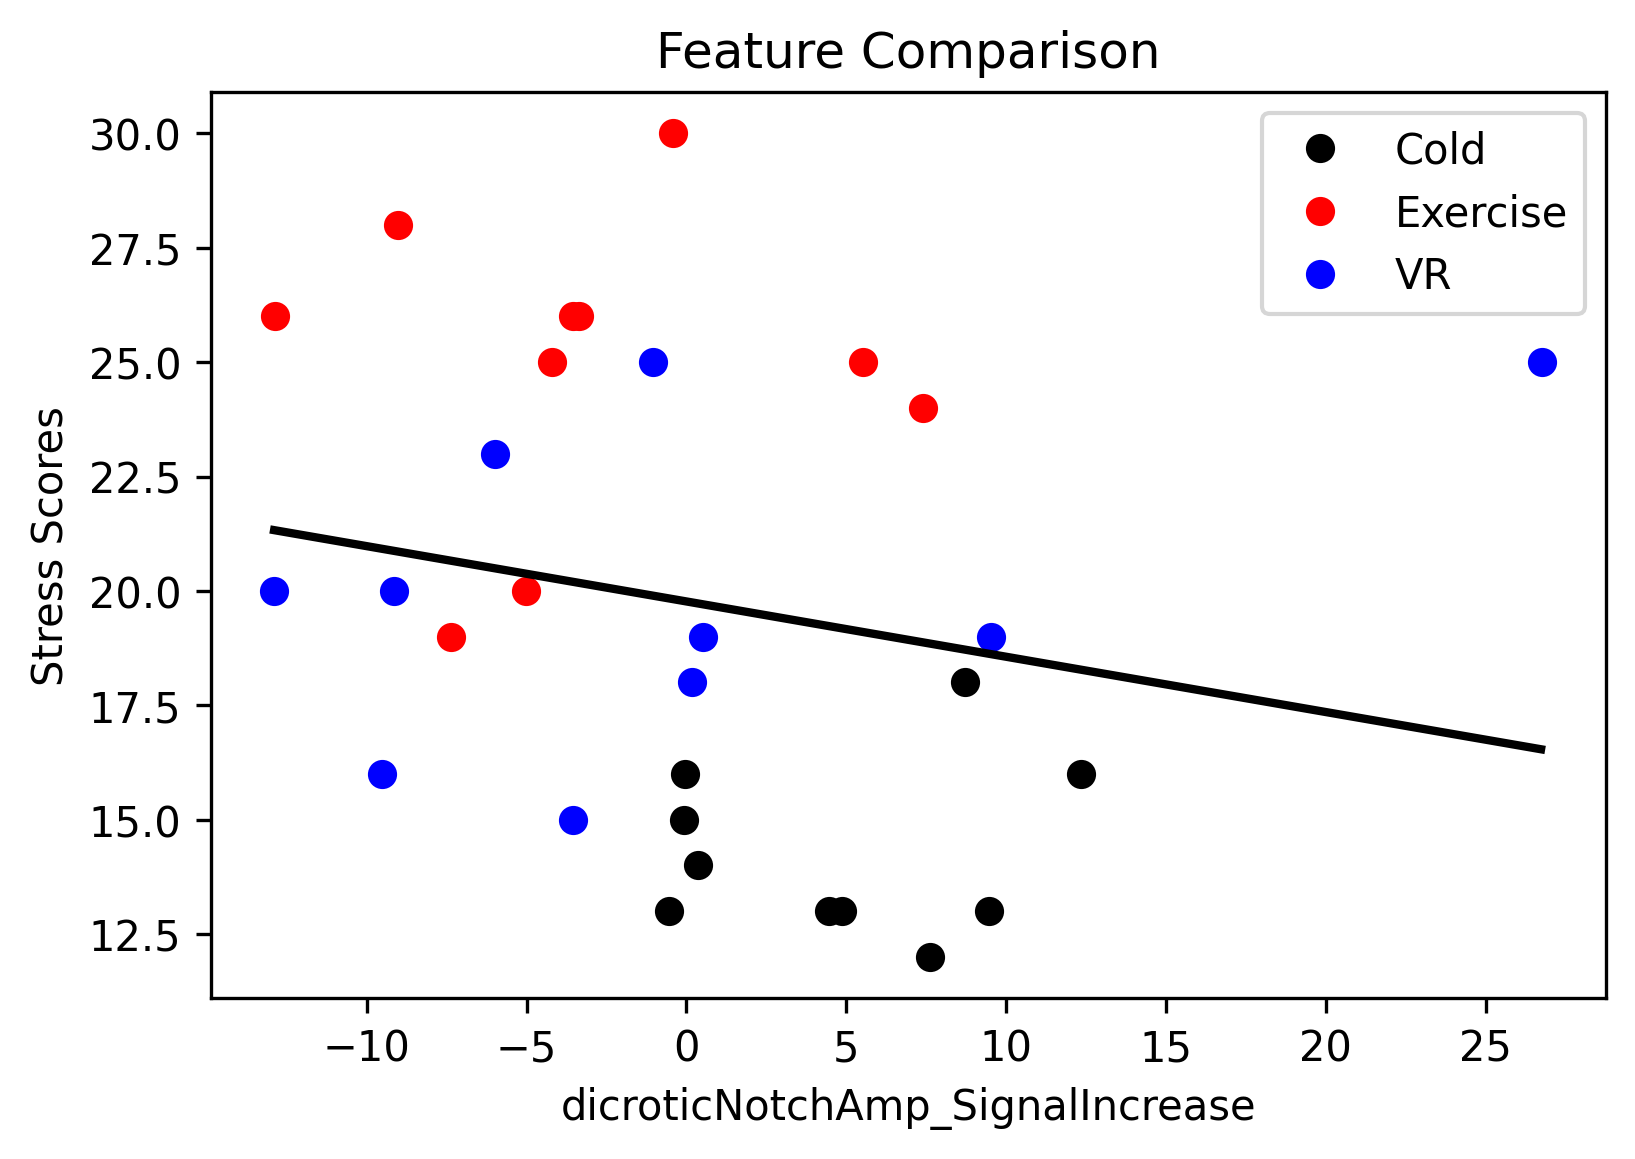 Feature Comparison
30.0
27.5
25.0
22.5
20.0
17.5
15.0
12.5
Stress Scores
Cold
Exercise
VR
−10 −5 0 5 10 15 20 25
dicroticNotchAmp_SignalIncrease